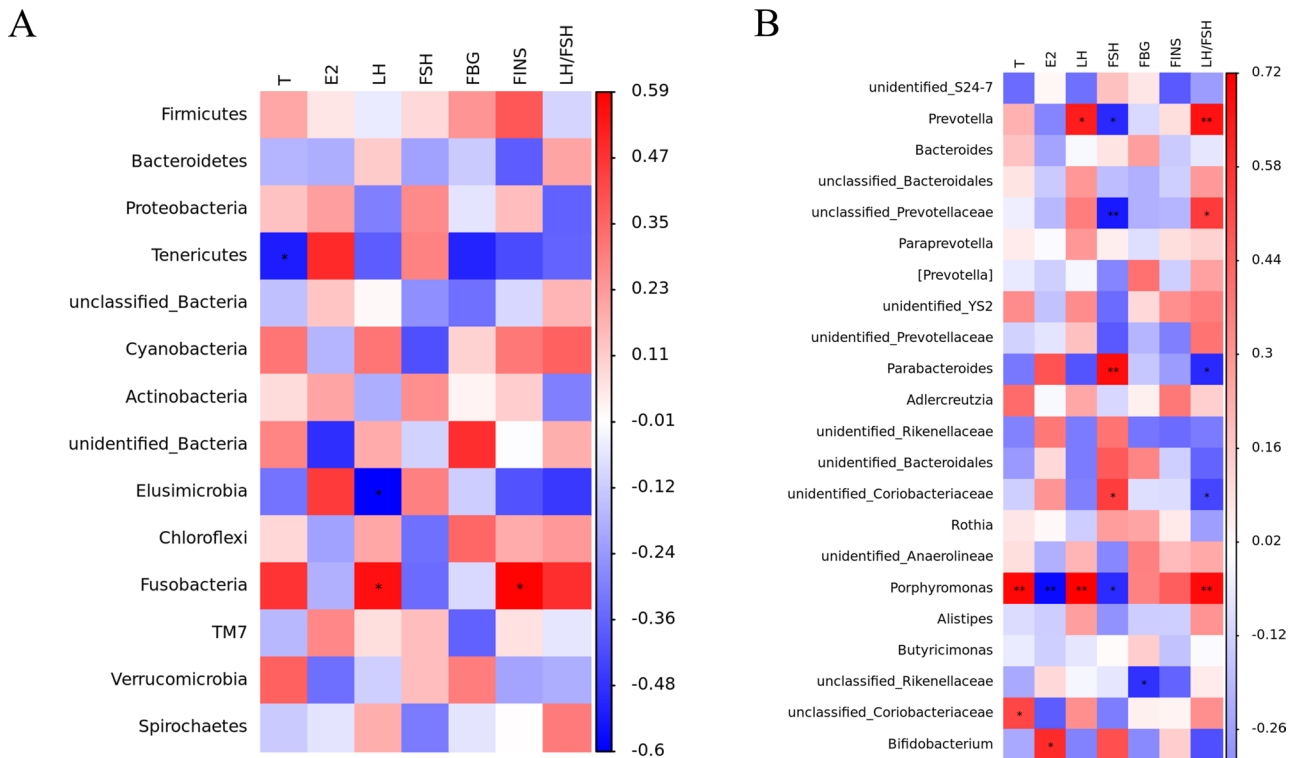 A
T E2 LH FSH FBG FINS LH/FSH
Firmicutes
Bacteroidetes
Proteobacteria
Tenericutes *
unclassified_Bacteria
Cyanobacteria
Actinobacteria
unidentified_Bacteria
Elusimicrobia *
Chloroflexi
Fusobacteria * *
TM7
Verrucomicrobia
Spirochaetes
0.59
0.47
0.35
0.23
0.11
-0.01
-0.12
-0.24
-0.36
-0.48
-0.6
B
T E2 LH FSH FBG FINS LH/FSH
unidentified_S24-7
Prevotella * * **
Bacteroides
unclassified_Bacteroidales
unclassified_Prevotellaceae ** *
Paraprevotella
[Prevotella]
unidentified_YS2
unidentified_Prevotellaceae
Parabacteroides ** *
Adlercreutzia
unidentified_Rikenellaceae
unidentified_Bacteroidales
unidentified_Coriobacteriaceae * *
Rothia
unidentified_Anaerolineae
Porphyromonas ** ** ** * **
Alistipes
Butyricimonas
unclassified_Rikenellaceae *
unclassified_Coriobacteriaceae *
Bifidobacterium *
0.72
0.58
0.44
0.3
0.16
0.02
-0.12
-0.26